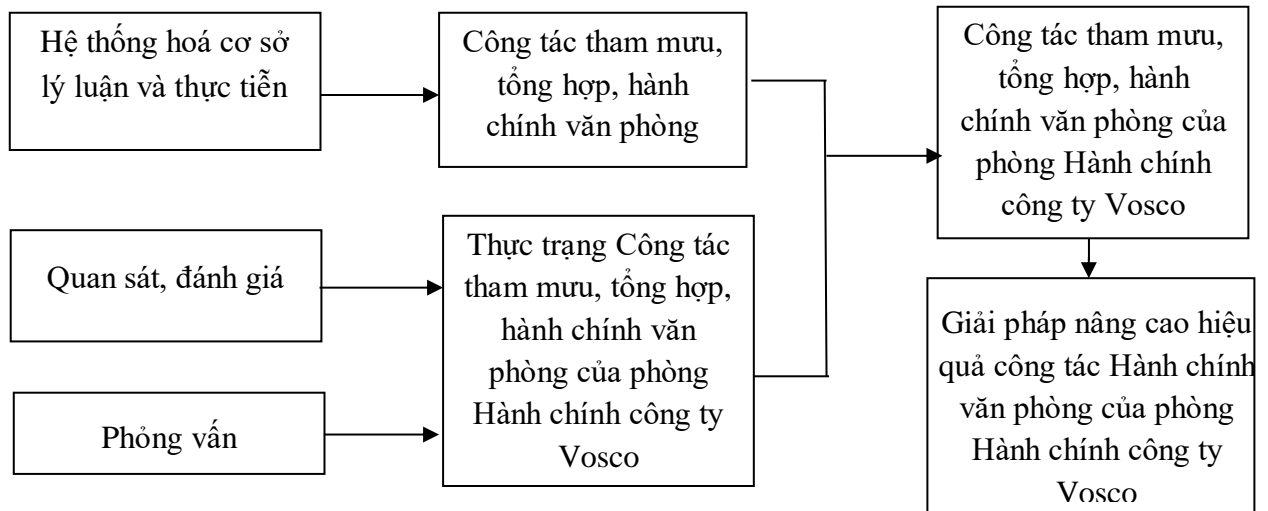 Hệ thống hoá cơ sở
lý luận và thực tiễn
Công tác tham mưu,
tổng hợp, hành
chính văn phòng
Công tác tham mưu,
tổng hợp, hành
chính văn phòng của
phòng Hành chính
công ty Vosco
Quan sát, đánh giá
Thực trạng Công tác
tham mưu, tổng hợp,
hành chính văn
phòng của phòng
Hành chính công ty
Vosco
Phỏng vấn
Giải pháp nâng cao hiệu
quả công tác Hành chính
văn phòng của phòng
Hành chính công ty
Vosco